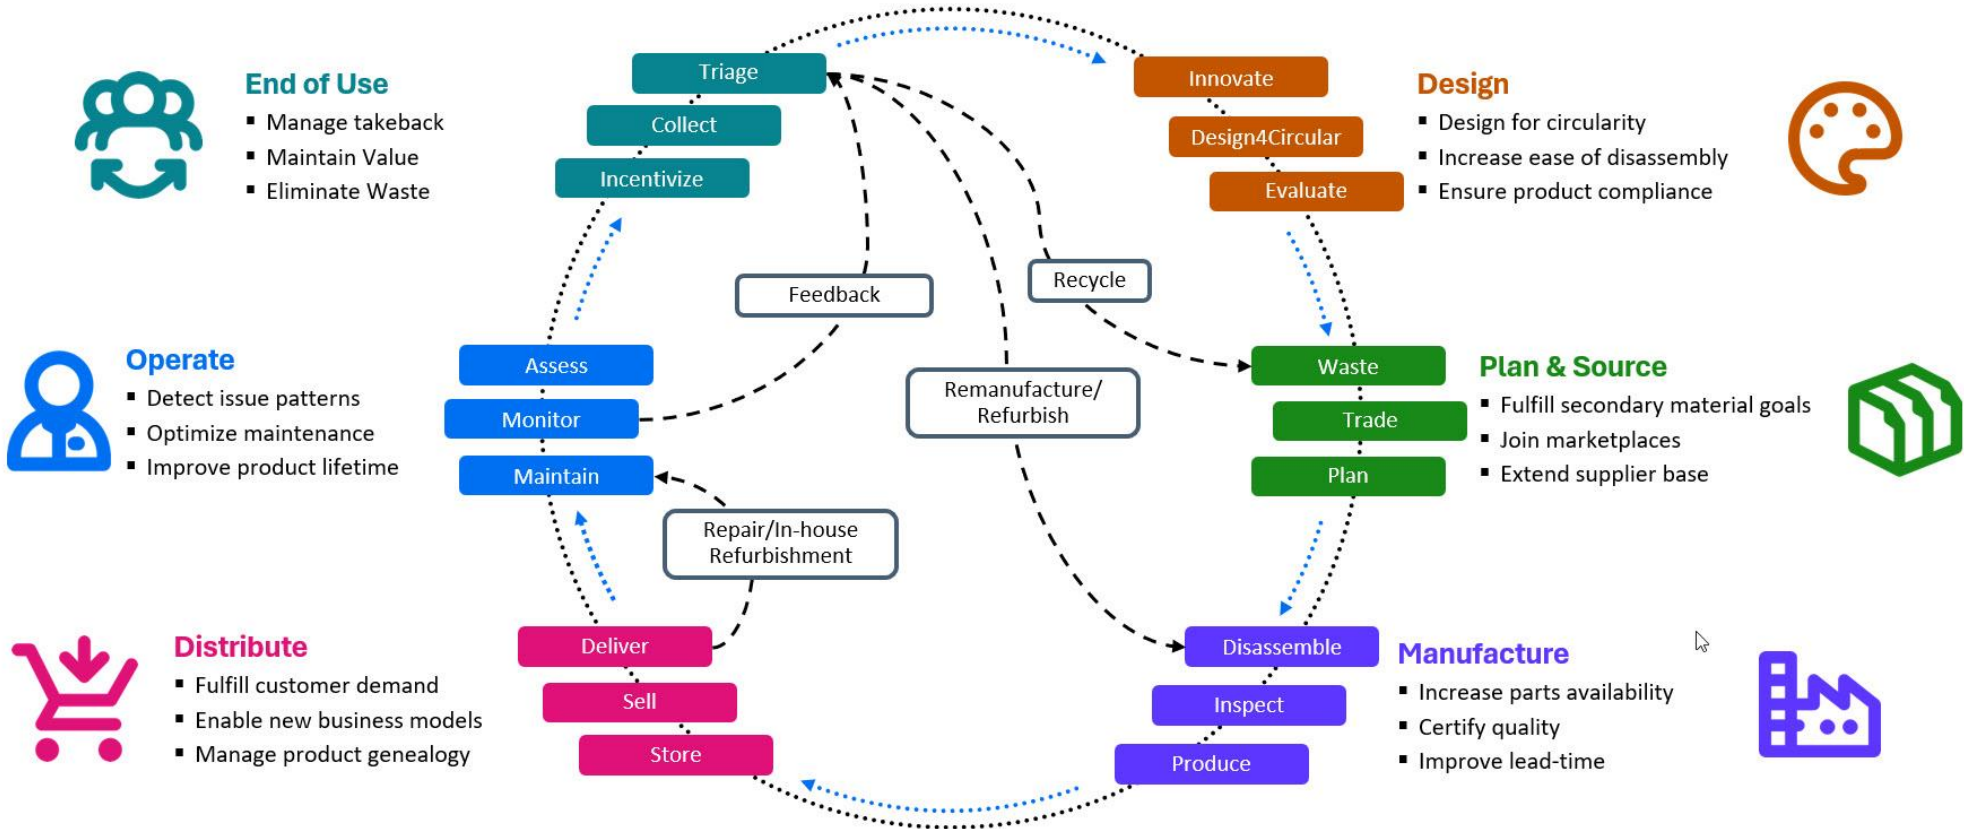 End of Use
Manage takeback
Maintain Value
Eliminate Waste
Triage
Collect
Incentivize
Innovate
Design4Circular
Evaluate
Design
Design for circularity
Increase ease of disassembly
Ensure product compliance
Feedback
Recycle
Remanufacture/
Refurbish
Repair/In-house
Refurbishment
Operate
Detect issue patterns
Optimize maintenance
Improve product lifetime
Assess
Monitor
Maintain
Waste
Trade
Plan
Plan & Source
Fulfill secondary material goals
Join marketplaces
Extend supplier base
Distribute
Fulfill customer demand
Enable new business models
Manage product genealogy
Deliver
Sell
Store
Disassemble
Inspect
Produce
Manufacture
Increase parts availability
Certify quality
Improve lead-time